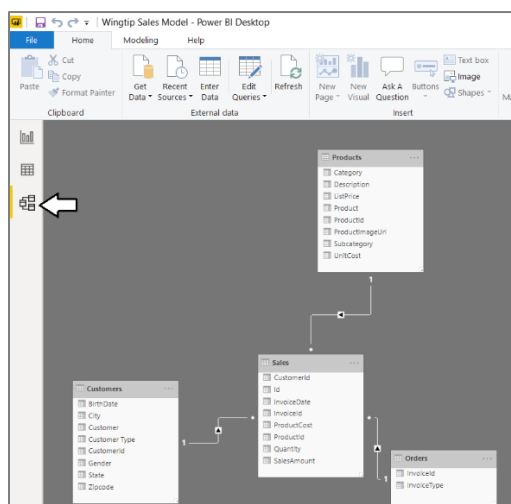 Wingtip Sales Model - Power BI Desktop
File Home Modeling Help
Paste
Cut
Copy
Format Painter
Clipboard
Get Data
Recent Sources
Enter Data
Edit Queries
Refresh
External data
New Page
New Visual
Ask A Question
Buttons
Text box
Image
Shapes
Insert
Products
Category
Description
ListPrice
Product
ProductId
ProductImageUrl
Subcategory
UnitCost
1
*
Sales
CustomerId
Id
InvoiceDate
InvoiceId
ProductCost
ProductId
Quantity
SalesAmount
Customers
BirthDate
City
Customer
Customer Type
CustomerId
Gender
State
Zipcode
1
*
*
1
Orders
InvoiceId
InvoiceType